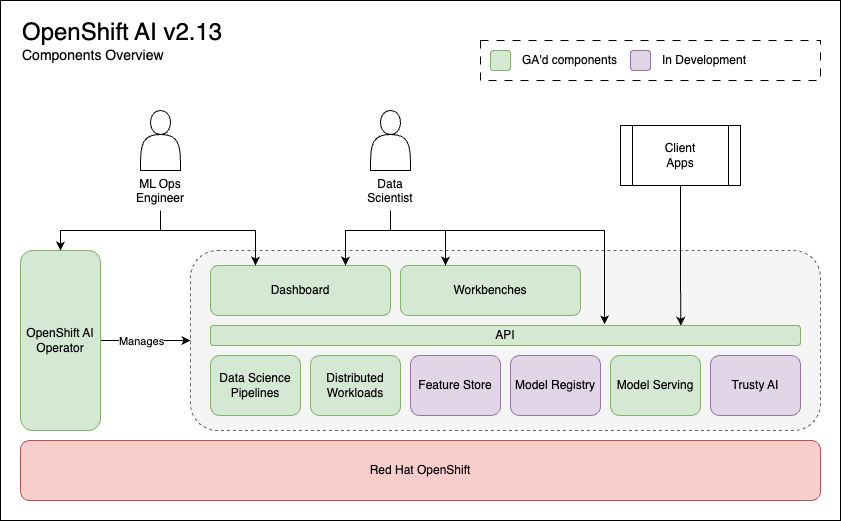 OpenShift AI v2.13
Components Overview
GA'd components
In Development
ML Ops
Engineer
Data
Scientist
Client
Apps
OpenShift AI
Operator
Manages
Dashboard
Workbenches
API
Data Science
Pipelines
Distributed
Workloads
Feature Store
Model Registry
Model Serving
Trusty AI
Red Hat OpenShift